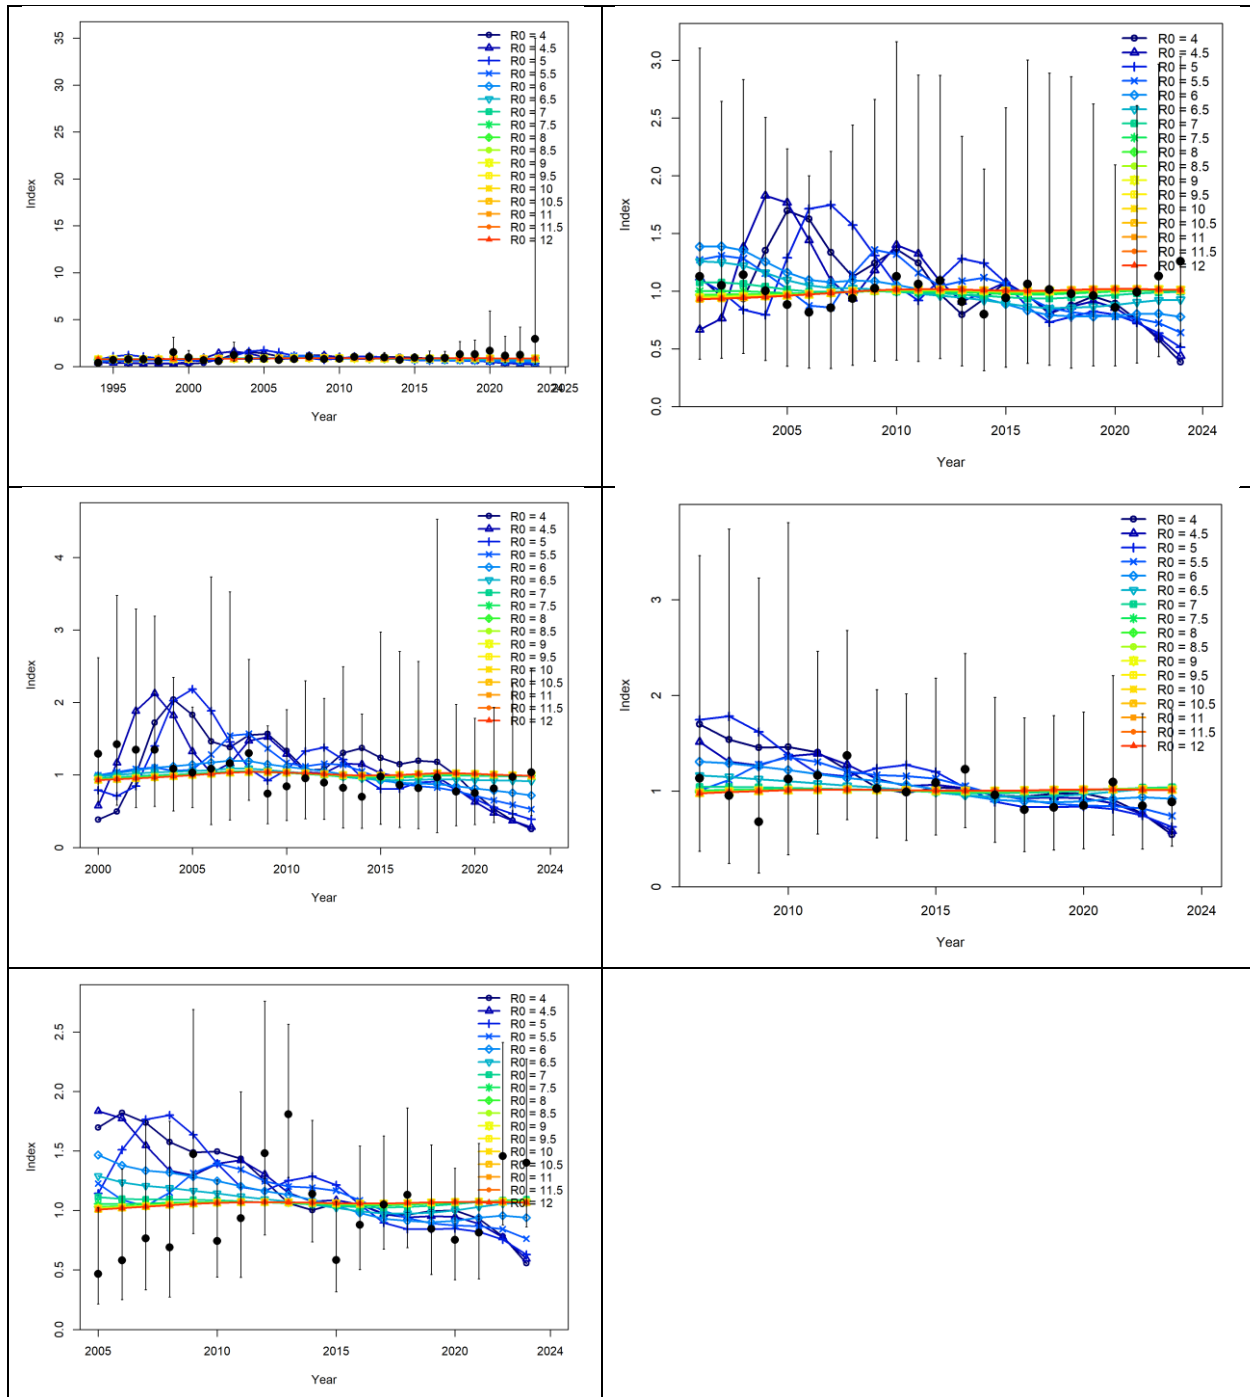 35
30
25
20
15
10
5
0
Index
1995
2000
2005
2010
2015
2020
2024
2025
Year
R0 = 4
R0 = 4.5
R0 = 5
R0 = 5.5
R0 = 6
R0 = 6.5
R0 = 7
R0 = 7.5
R0 = 8
R0 = 8.5
R0 = 9
R0 = 9.5
R0 = 10
R0 = 10.5
R0 = 11
R0 = 11.5
R0 = 12
3.0
2.5
2.0
1.5
1.0
0.5
0.0
Index
2005
2010
2015
2020
2024
Year
R0 = 4
R0 = 4.5
R0 = 5
R0 = 5.5
R0 = 6
R0 = 6.5
R0 = 7
R0 = 7.5
R0 = 8
R0 = 8.5
R0 = 9
R0 = 9.5
R0 = 10
R0 = 10.5
R0 = 11
R0 = 11.5
R0 = 12
4
3
2
1
0
Index
2000
2005
2010
2015
2020
2024
Year
R0 = 4
R0 = 4.5
R0 = 5
R0 = 5.5
R0 = 6
R0 = 6.5
R0 = 7
R0 = 7.5
R0 = 8
R0 = 8.5
R0 = 9
R0 = 9.5
R0 = 10
R0 = 10.5
R0 = 11
R0 = 11.5
R0 = 12
3
2
1
0
Index
2010
2015
2020
2024
Year
R0 = 4
R0 = 4.5
R0 = 5
R0 = 5.5
R0 = 6
R0 = 6.5
R0 = 7
R0 = 7.5
R0 = 8
R0 = 8.5
R0 = 9
R0 = 9.5
R0 = 10
R0 = 10.5
R0 = 11
R0 = 11.5
R0 = 12
2.5
2.0
1.5
1.0
0.5
0.0
Index
2005
2010
2015
2020
2024
Year
R0 = 4
R0 = 4.5
R0 = 5
R0 = 5.5
R0 = 6
R0 = 6.5
R0 = 7
R0 = 7.5
R0 = 8
R0 = 8.5
R0 = 9
R0 = 9.5
R0 = 10
R0 = 10.5
R0 = 11
R0 = 11.5
R0 = 12